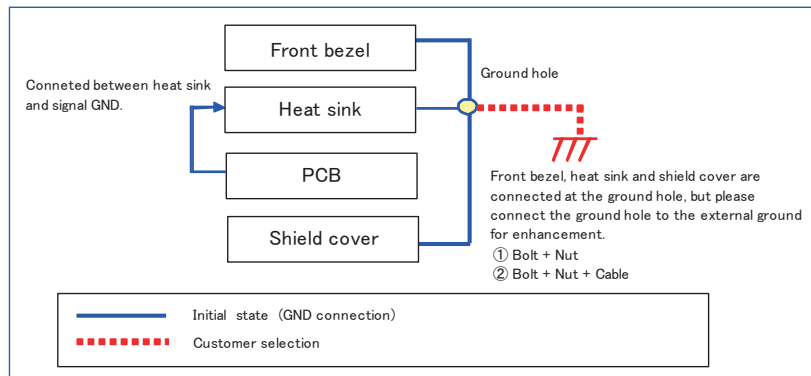 Front bezel
Ground hole
Conneted between heat sink
and signal GND.
Heat sink
PCB
Front bezel, heat sink and shield cover are
connected at the ground hole, but please
connect the ground hole to the external ground
for enhancement.
① Bolt + Nut
② Bolt + Nut + Cable
Shield cover
Initial state (GND connection)
Customer selection